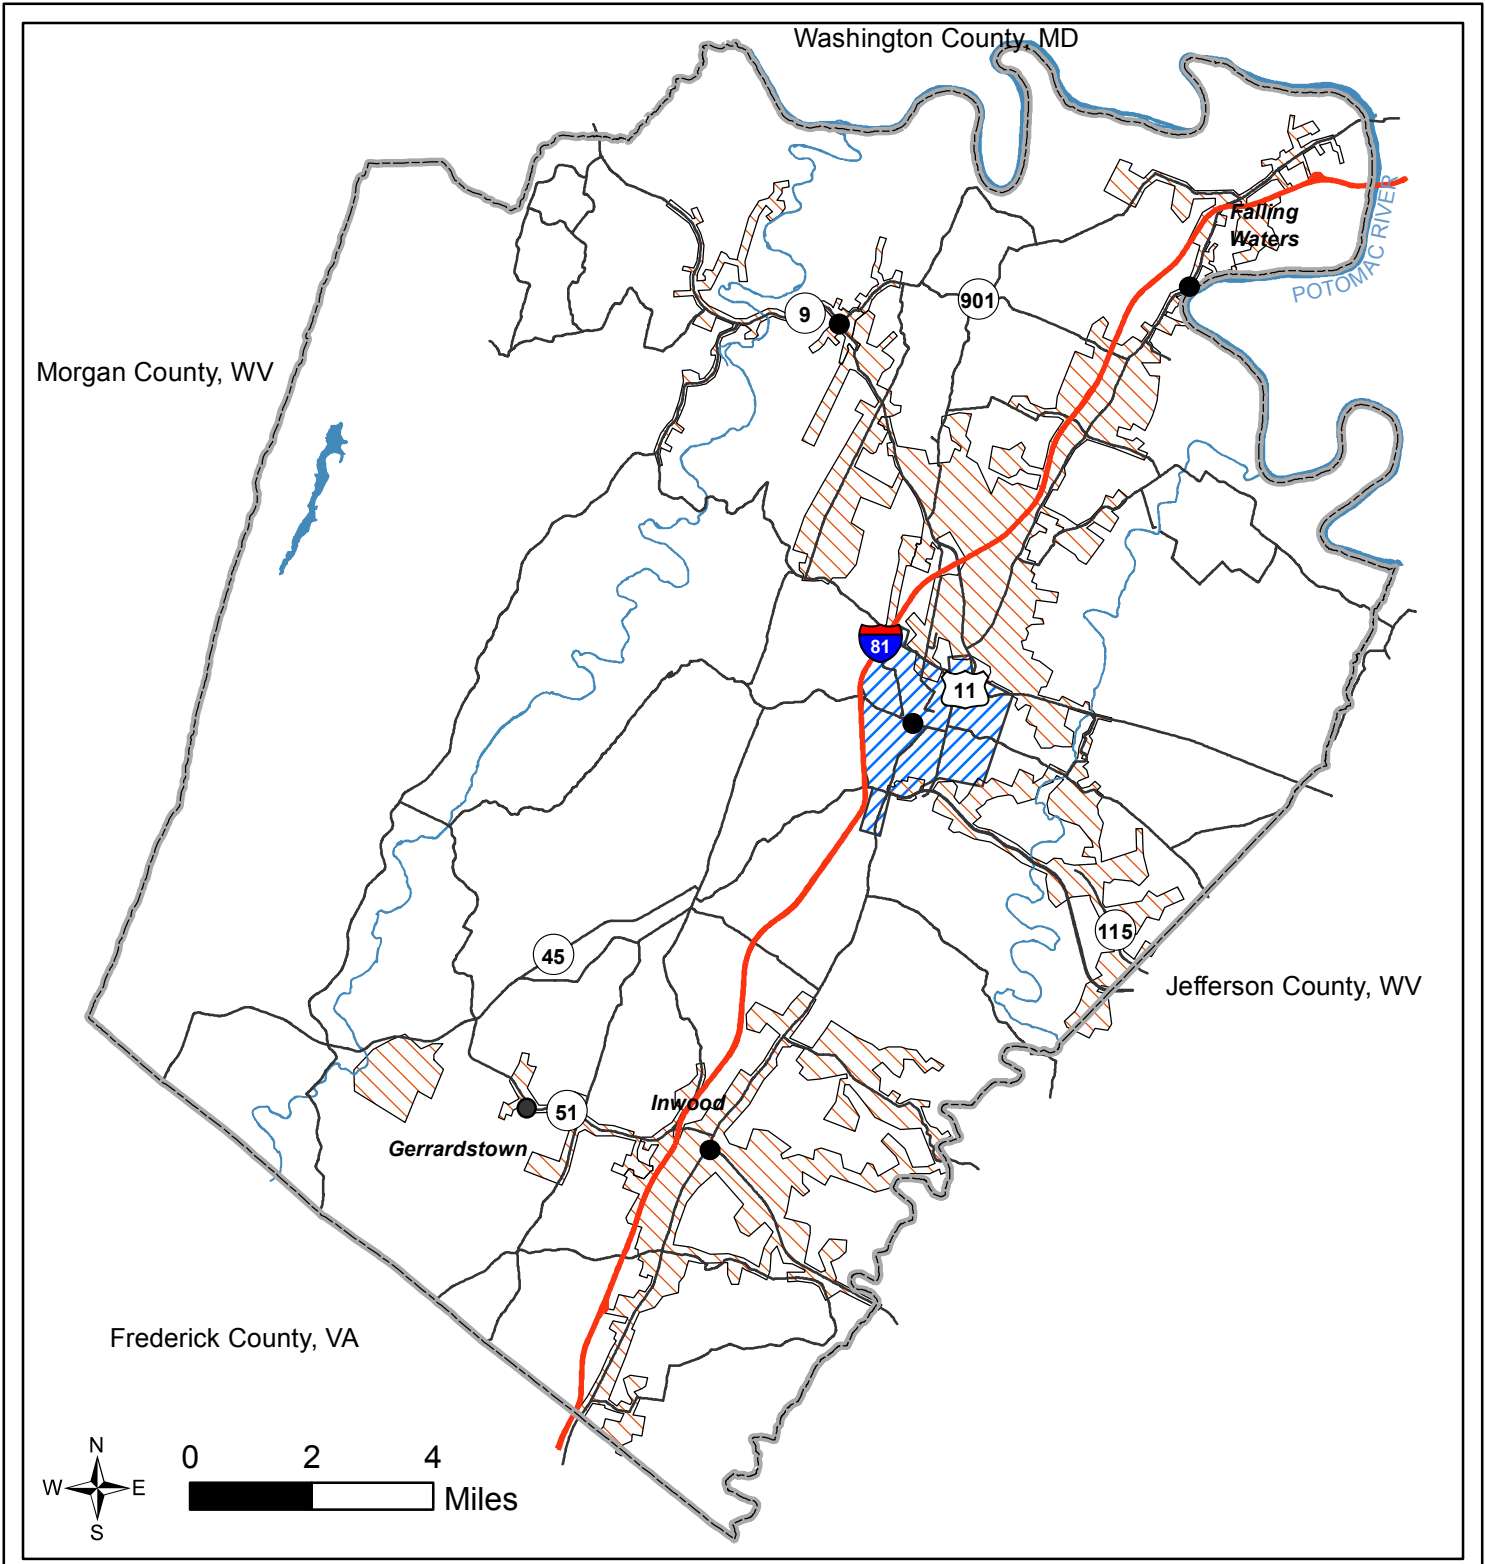 Washington County, MD
Falling
Waters
POTOMAC RIVER
901
9
Morgan County, WV
81
11
115
45
Jefferson County, WV
Inwood
51
Gerrardstown
Frederick County, VA
N
W E
S
0 2 4
Miles